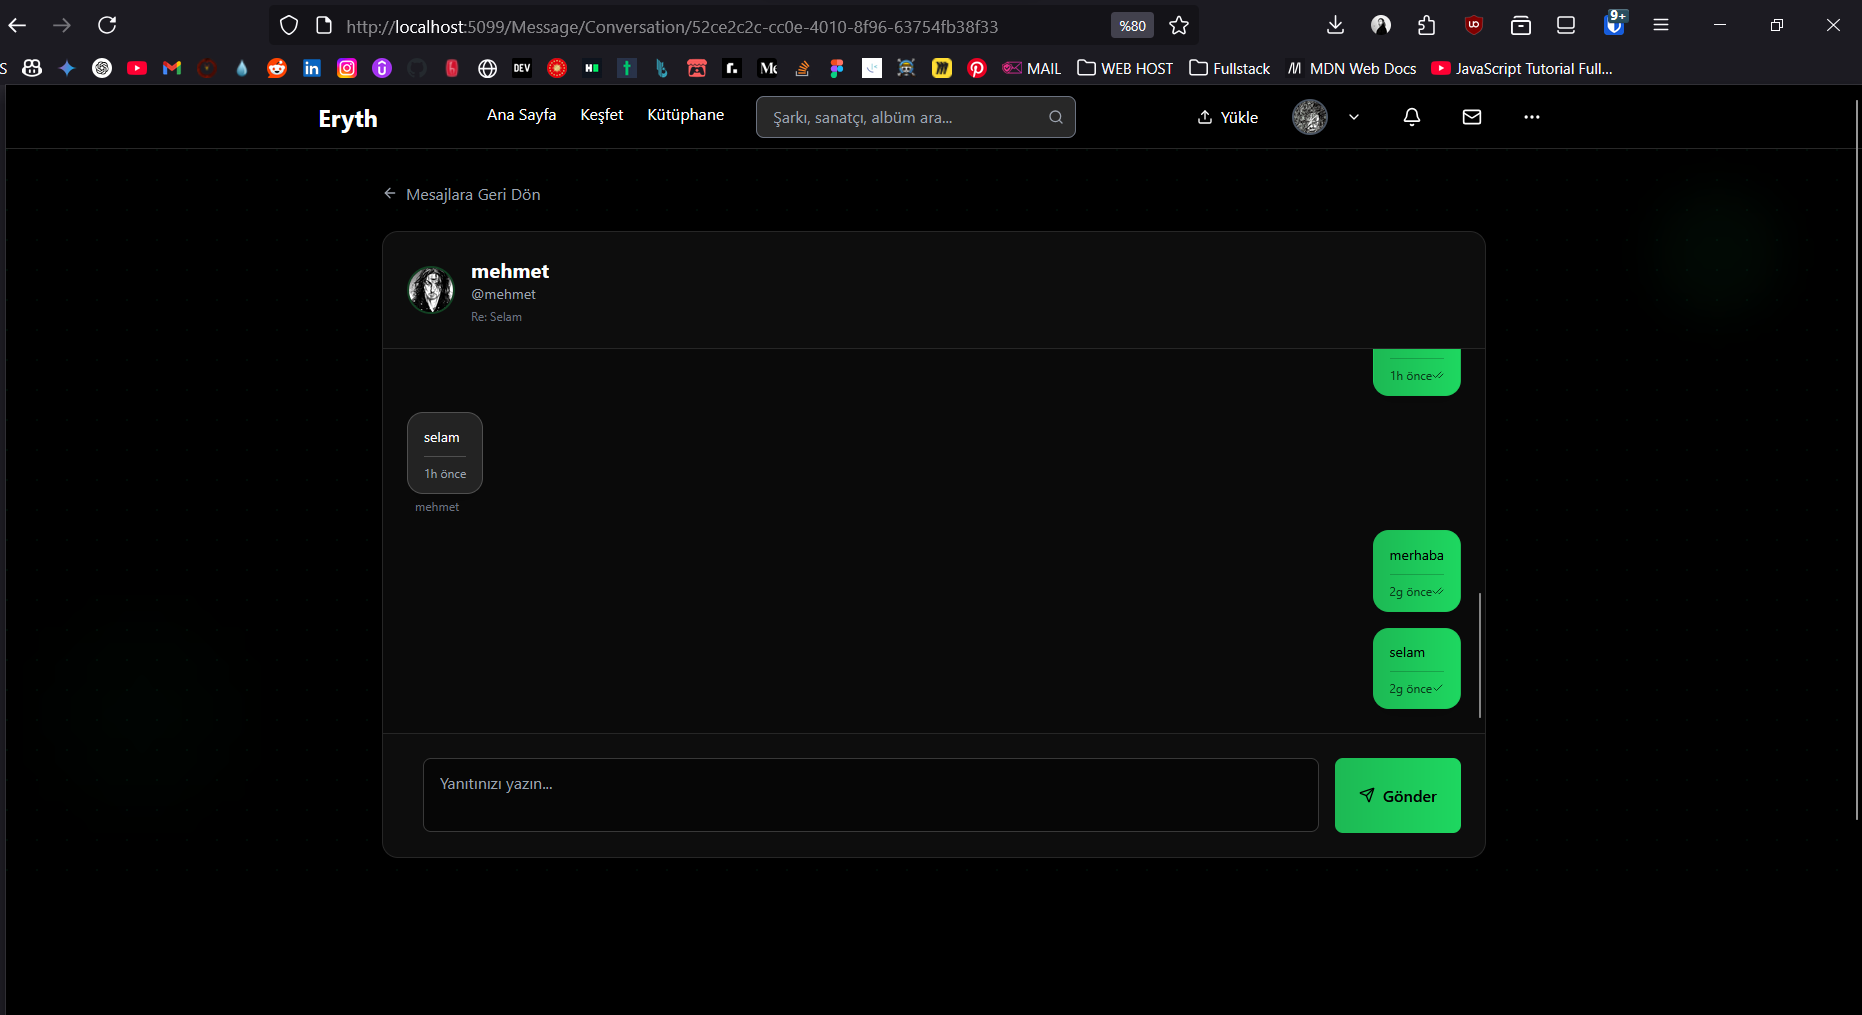 http://localhost:5099/Message/Conversation/52ce2c2c-cc0e-4010-8f96-63754fb38f33
%80
9+
S
DEV
MAIL
WEB HOST
Fullstack
MDN Web Docs
JavaScript Tutorial Full...
Eryth
Ana Sayfa
Keşfet
Kütüphane
Şarkı, sanatçı, albüm ara...
Yükle
Mesajlara Geri Dön
mehmet
@mehmet
Re: Selam
1h önce
selam
1h önce
mehmet
merhaba
2g önce
selam
2g önce
Yanıtınızı yazın...
Gönder